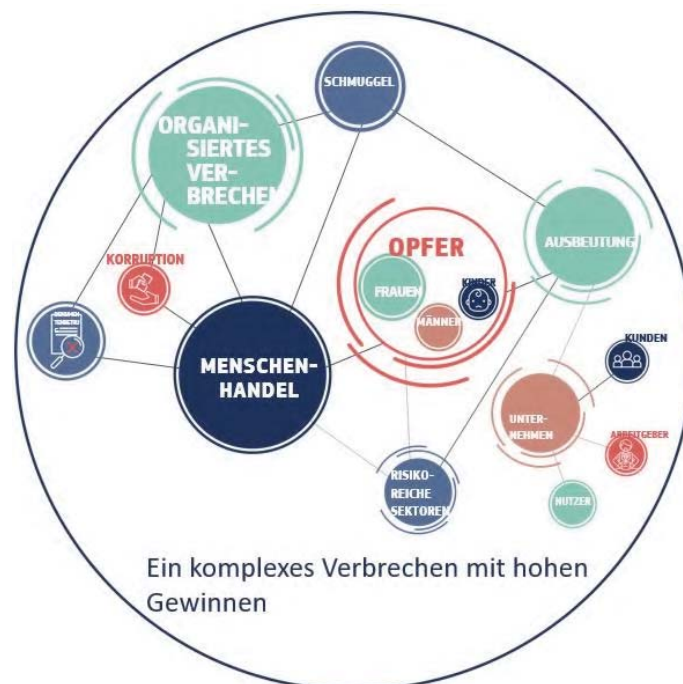 SCHMUGGEL
ORGANI-
SIERTES
VER-
BRECHEN
KORRUPTION
OPFER
FRAUEN
KINDER
MÄNNER
AUSBEUTUNG
MENSCHEN-
HANDEL
KUNDEN
UNTER-
NEHMEN
ARBEITGEBER
NUTZER
RISIKO-
REICHE
SEKTOREN
Ein komplexes Verbrechen mit hohen
Gewinnen